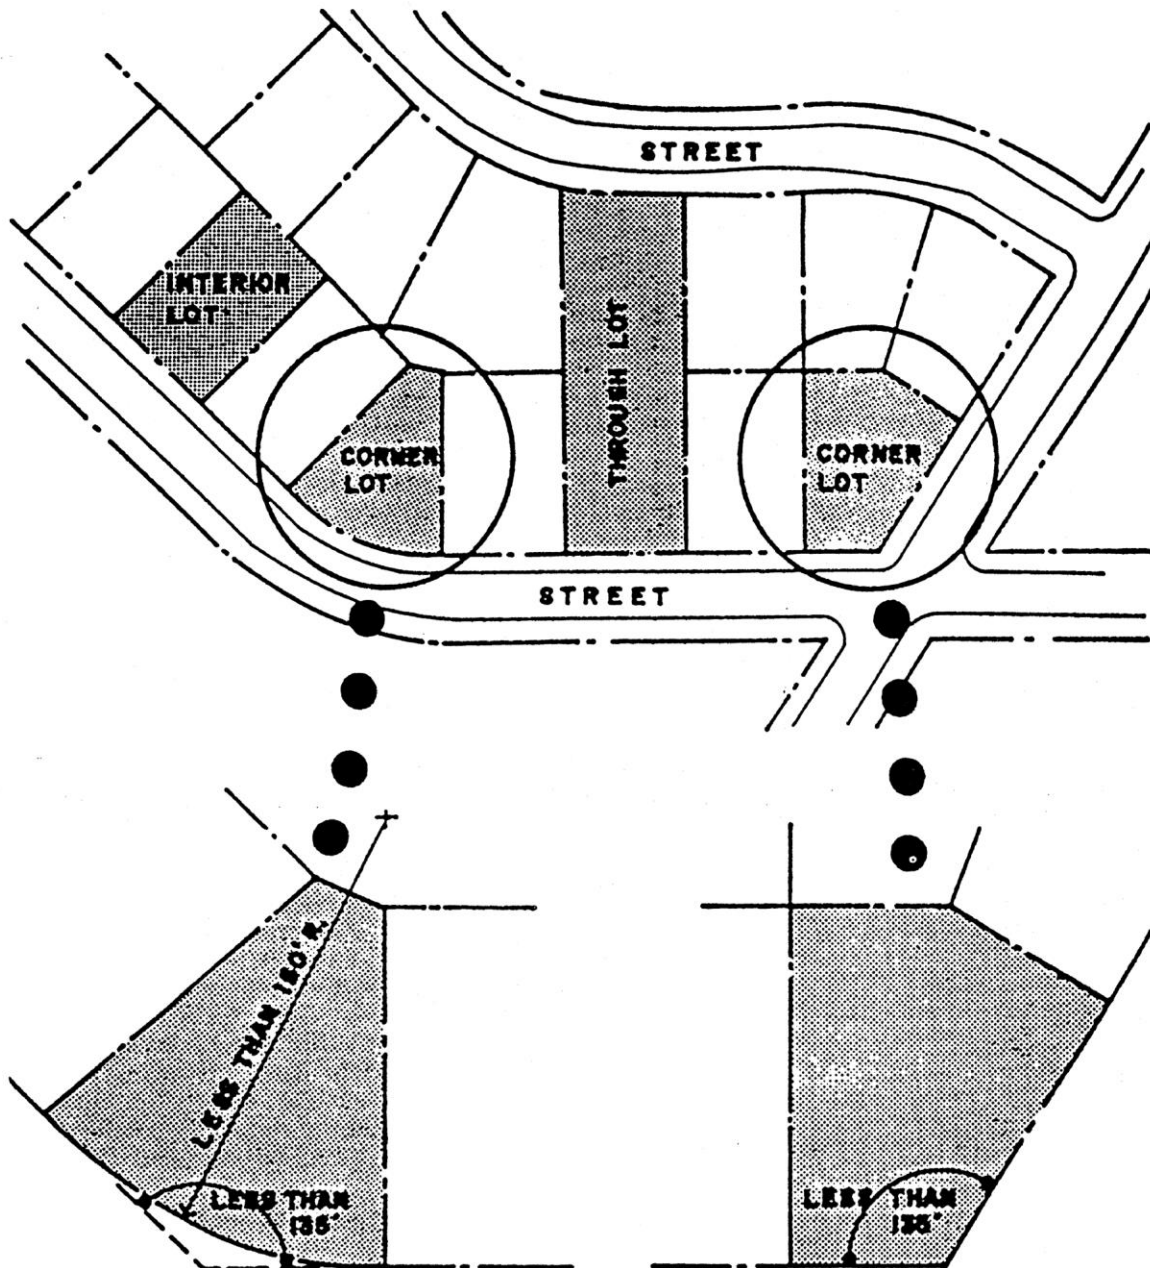 STREET
INTERIOR
LOT
THROUGH LOT
CORNER
LOT
CORNER
LOT
STREET
LESS THAN 150' R.
LESS THAN
135°
LESS THAN
135°